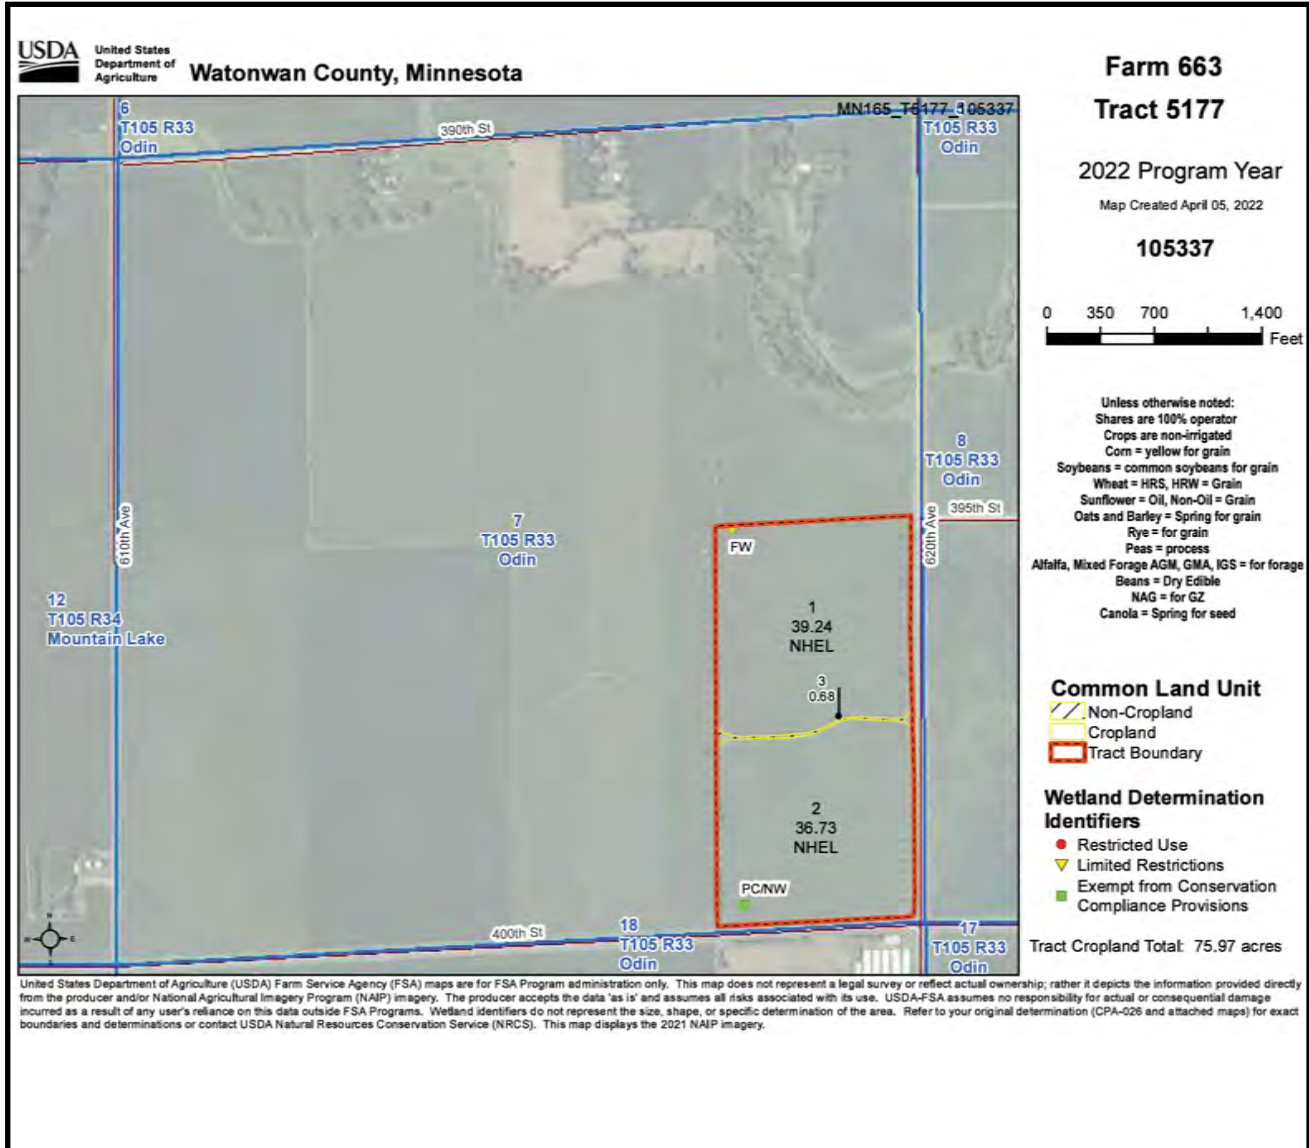 USDA
United States
Department of
Agriculture
Watonwan County, Minnesota
Farm 663
Tract 5177
2022 Program Year
Map Created April 05, 2022
105337
0 350 700 1,400
Feet
Unless otherwise noted:
Shares are 100% operator
Crops are non-irrigated
Corn = yellow for grain
Soybeans = common soybeans for grain
Wheat = HRS, HRW = Grain
Sunflower = Oil, Non-Oil = Grain
Oats and Barley = Spring for grain
Rye = for grain
Peas = process
Alfalfa, Mixed Forage AGM, GMA, IGS = for forage
Beans = Dry Edible
NAG = for GZ
Canola = Spring for seed
Common Land Unit
Non-Cropland
Cropland
Tract Boundary
Wetland Determination
Identifiers
Restricted Use
Limited Restrictions
Exempt from Conservation
Compliance Provisions
Tract Cropland Total: 75.97 acres
6
T105 R33
Odin
390th St
MN165_T5177_105337
T105 R33
Odin
8
T105 R33
Odin
395th St
610th Ave
7
T105 R33
Odin
620th Ave
FW
12
T105 R34
Mountain Lake
1
39.24
NHEL
3
0.68
2
36.73
NHEL
PC/NW
400th St
18
T105 R33
Odin
17
T105 R33
Odin
N
W E
S
United States Department of Agriculture (USDA) Farm Service Agency (FSA) maps are for FSA Program administration only. This map does not represent a legal survey or reflect actual ownership; rather it depicts the information provided directly
from the producer and/or National Agricultural Imagery Program (NAIP) imagery. The producer accepts the data 'as is' and assumes all risks associated with its use. USDA-FSA assumes no responsibility for actual or consequential damage
incurred as a result of any user's reliance on this data outside FSA Programs. Wetland identifiers do not represent the size, shape, or specific determination of the area. Refer to your original determination (CPA-026 and attached maps) for exact
boundaries and determinations or contact USDA Natural Resources Conservation Service (NRCS). This map displays the 2021 NAIP imagery.